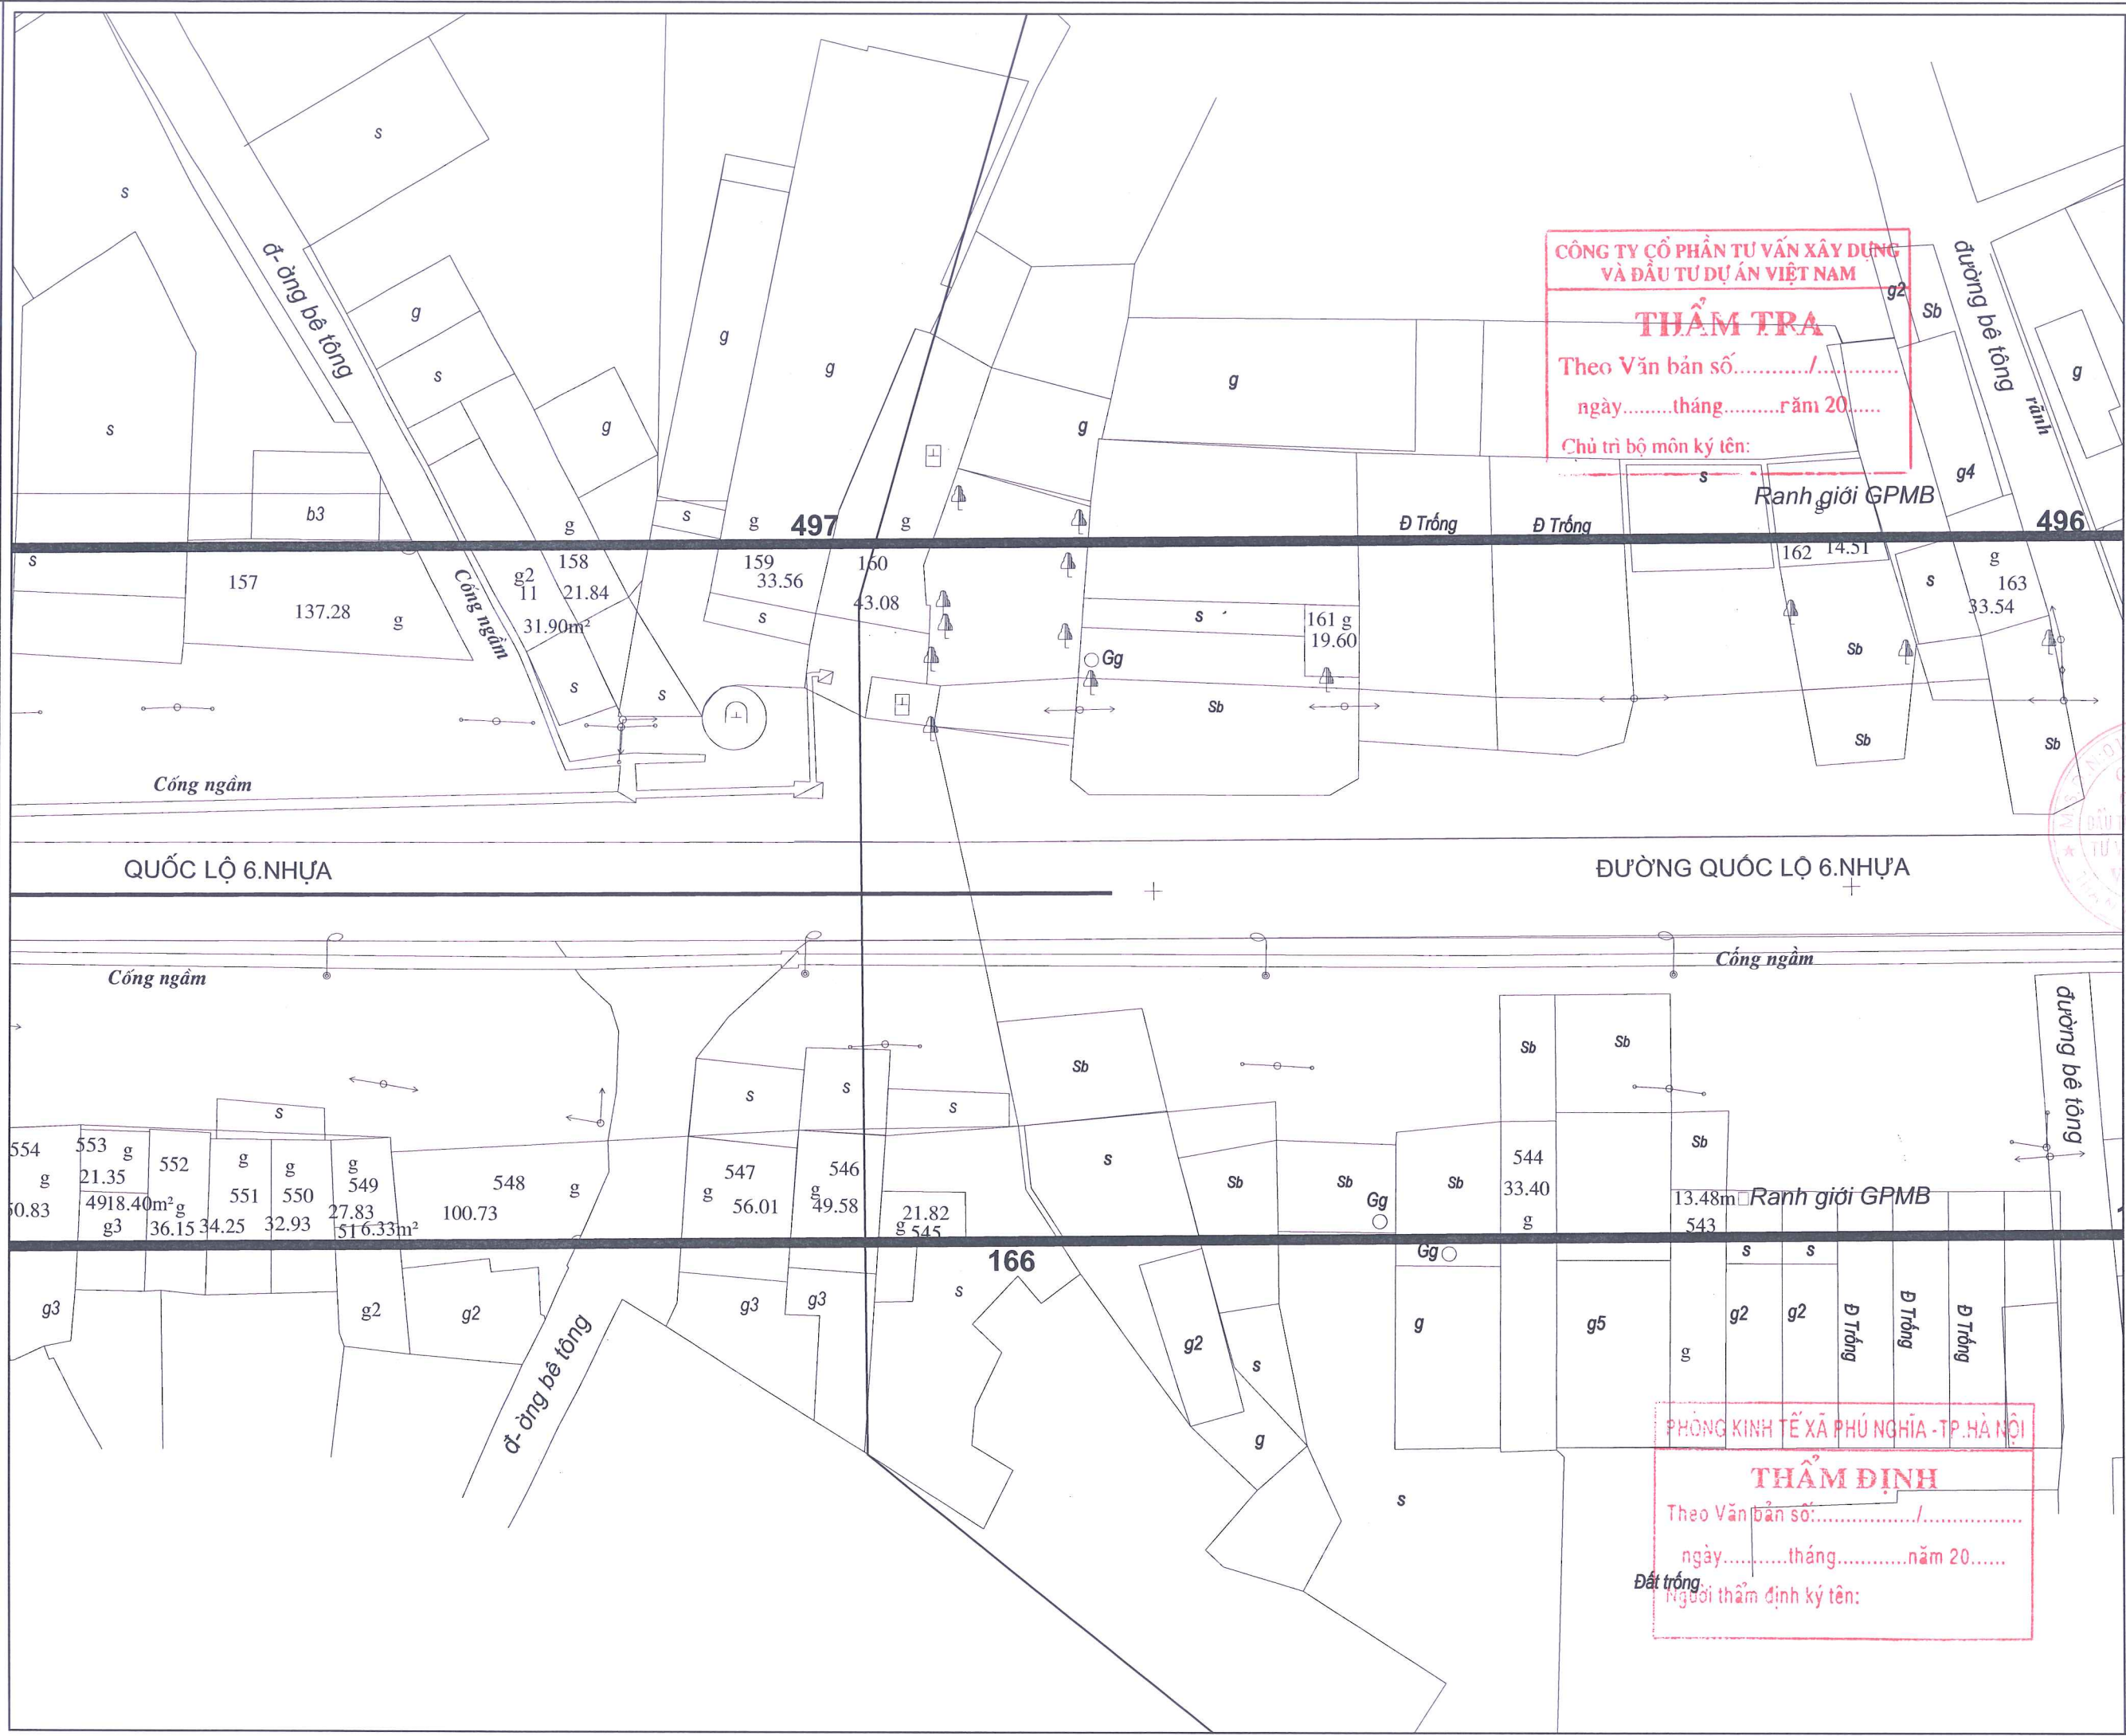 CÔNG TY CỔ PHẦN TƯ VẤN XÂY DỰNG
VÀ ĐẦU TƯ DỰ ÁN VIỆT NAM
THẨM TRA
Theo Văn bản số............/............
ngày.........tháng..........năm 20......
Chủ trì bộ môn ký tên:
s
s
s
đ- ờng bê tông
g
s
g
g
g
g
g
g2
Sb
đường bê tông
rãnh
g
g4
s
b3
g
s
g
497
g
Đ Trống
Đ Trống
s
Ranh giới GPMB
g
496
s
157
137.28
g
Cống ngầm
g2
11
31.90m²
158
21.84
159
33.56
s
160
43.08
s
161 g
19.60
Gg
162
14.51
g
s
163
33.54
s
s
Sb
Sb
Sb
Sb
Cống ngầm
QUỐC LỘ 6.NHỰA
ĐƯỜNG QUỐC LỘ 6.NHỰA
Cống ngầm
Cống ngầm
đường bê tông
s
s
s
s
Sb
Sb
Sb
Sb
554
g
0.83
553
g
21.35
4918.40m²
g3
552
g
36.15
g
551
34.25
g
550
32.93
g
549
27.83
51 6.33m²
548
100.73
g
547
g
56.01
546
g
49.58
21.82
g
545
s
Sb
Sb
Gg
Sb
544
33.40
g
13.48m□
543
Ranh giới GPMB
166
Gg
s
s
g3
g2
g2
g3
g3
s
g2
s
g
g
g5
g
g2
g2
Đ Trống
Đ Trống
Đ Trống
đ- ờng bê tông
s
Đất trống
PHÒNG KINH TẾ XÃ PHÚ NGHĨA -TP.HÀ NỘI
THẨM ĐỊNH
Theo Văn bản số:................../.................
ngày...........tháng............năm 20......
Người thẩm định ký tên: